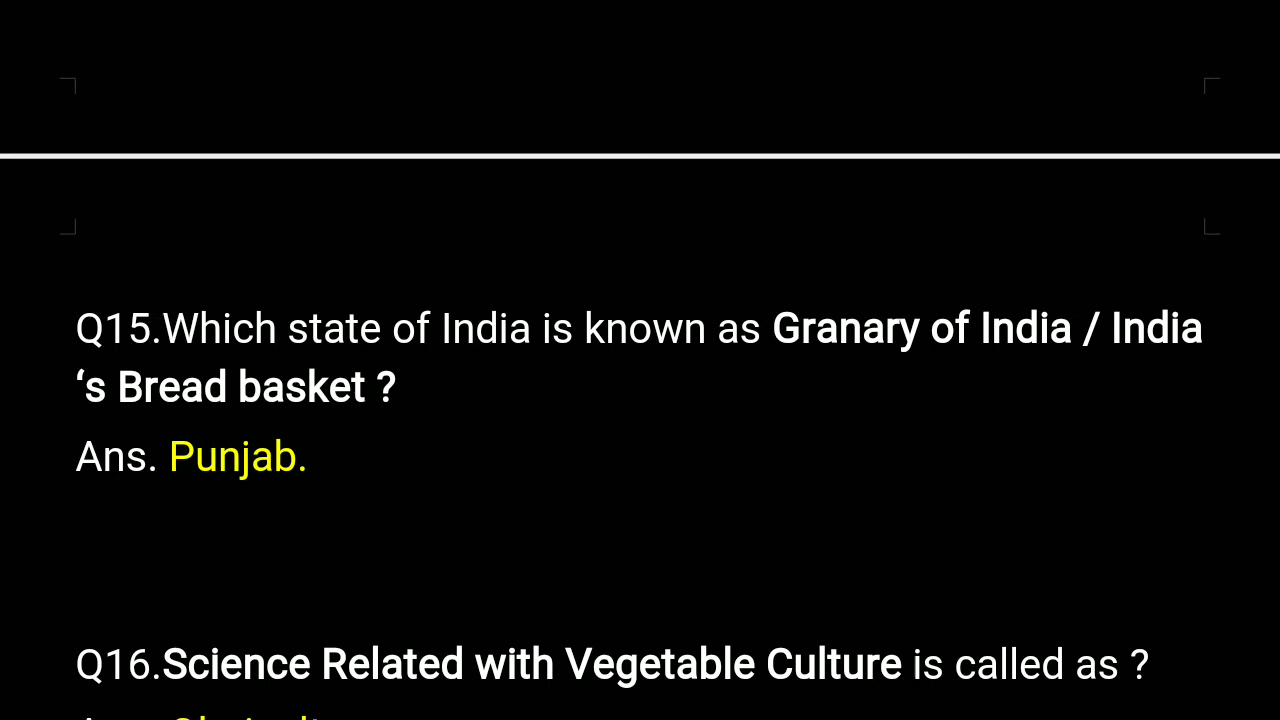 Q15.Which state of India is known as Granary of India / India
‘s Bread basket ?
Ans. Punjab.
Q16.Science Related with Vegetable Culture is called as ?